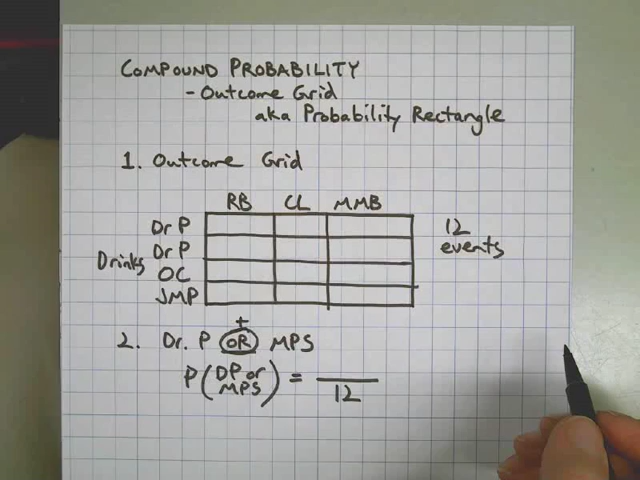 COMPOUND PROBABILITY
- Outcome Grid
aka Probability Rectangle
1. Outcome Grid
RB CL MMB
Dr P
Dr P
OC
JMP
Drinks
12
events
+
2. Dr. P OR MPS
P(DP or
MPS) = 
12